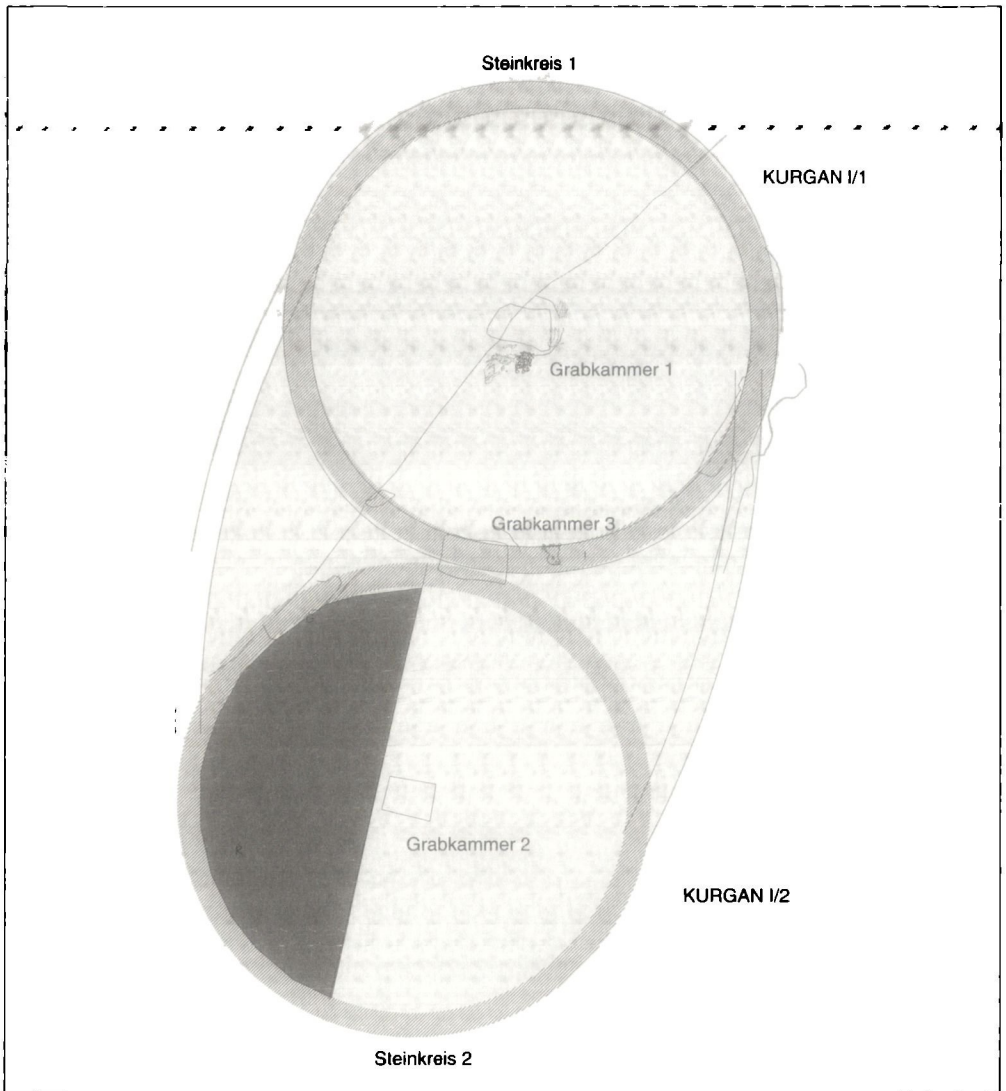 Steinkreis 1
KURGAN I/1
Grabkammer 1
Grabkammer 3
Grabkammer 2
KURGAN I/2
Steinkreis 2